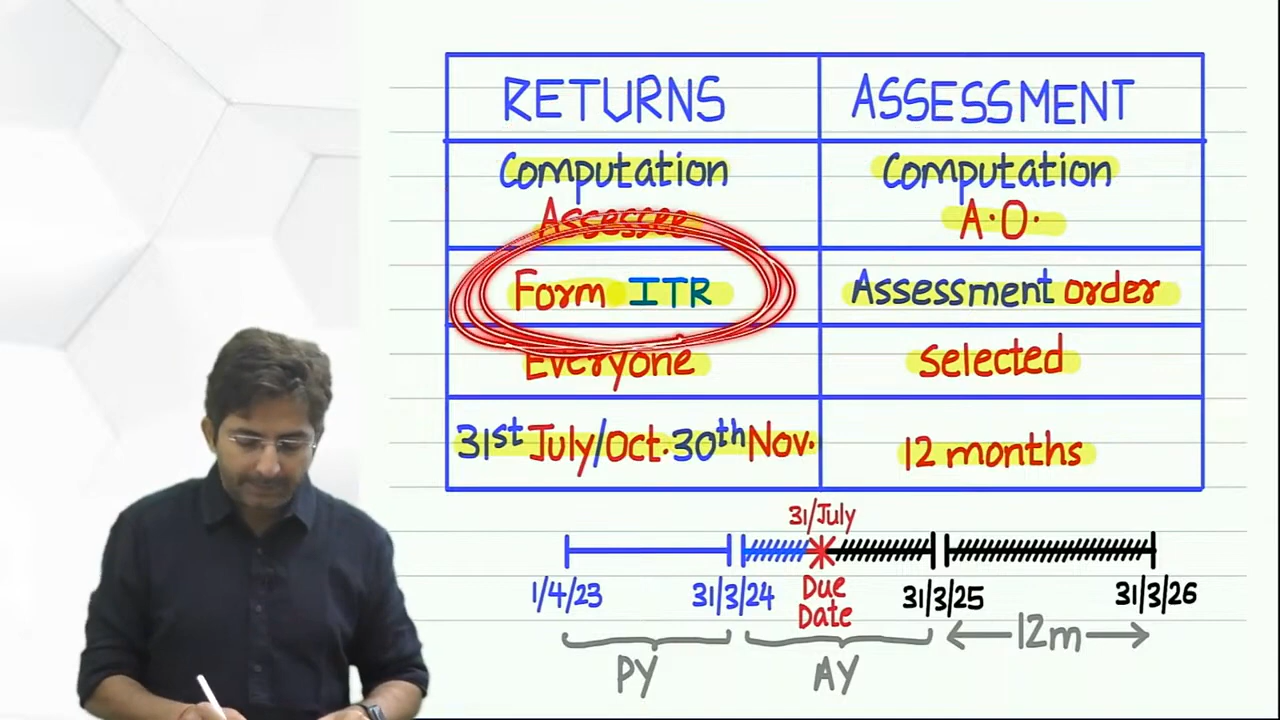 RETURNS
ASSESSMENT
Computation
Assessee
Computation
A.O.
Form ITR
Assessment order
Everyone
Selected
31st July/Oct. 30th Nov.
12 months
31/July
1/4/23
31/3/24
Due
Date
31/3/25
31/3/26
PY
AY
12m